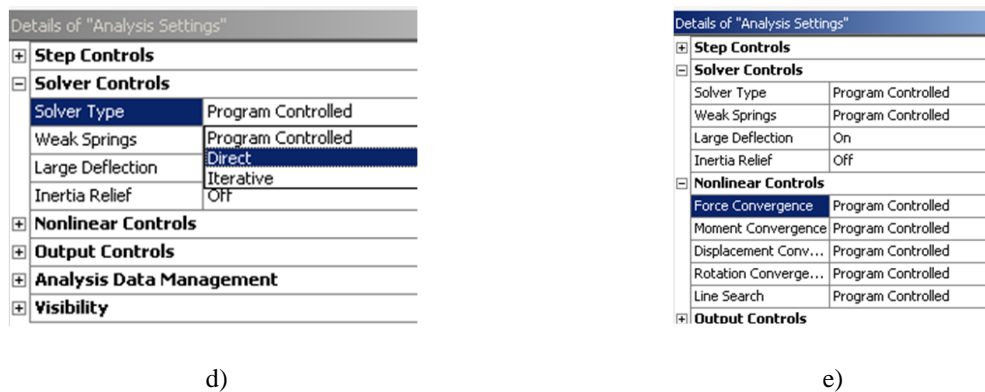 Details of "Analysis Settings"
Step Controls
Solver Controls
Solver Type Program Controlled
Weak Springs Program Controlled
Direct
Large Deflection
Iterative
Inertia Relief Off
Nonlinear Controls
Output Controls
Analysis Data Management
Visibility
d)
Details of "Analysis Settings"
Step Controls
Solver Controls
Solver Type Program Controlled
Weak Springs Program Controlled
Large Deflection On
Inertia Relief Off
Nonlinear Controls
Force Convergence Program Controlled
Moment Convergence Program Controlled
Displacement Conv... Program Controlled
Rotation Converge... Program Controlled
Line Search Program Controlled
Output Controls
e)